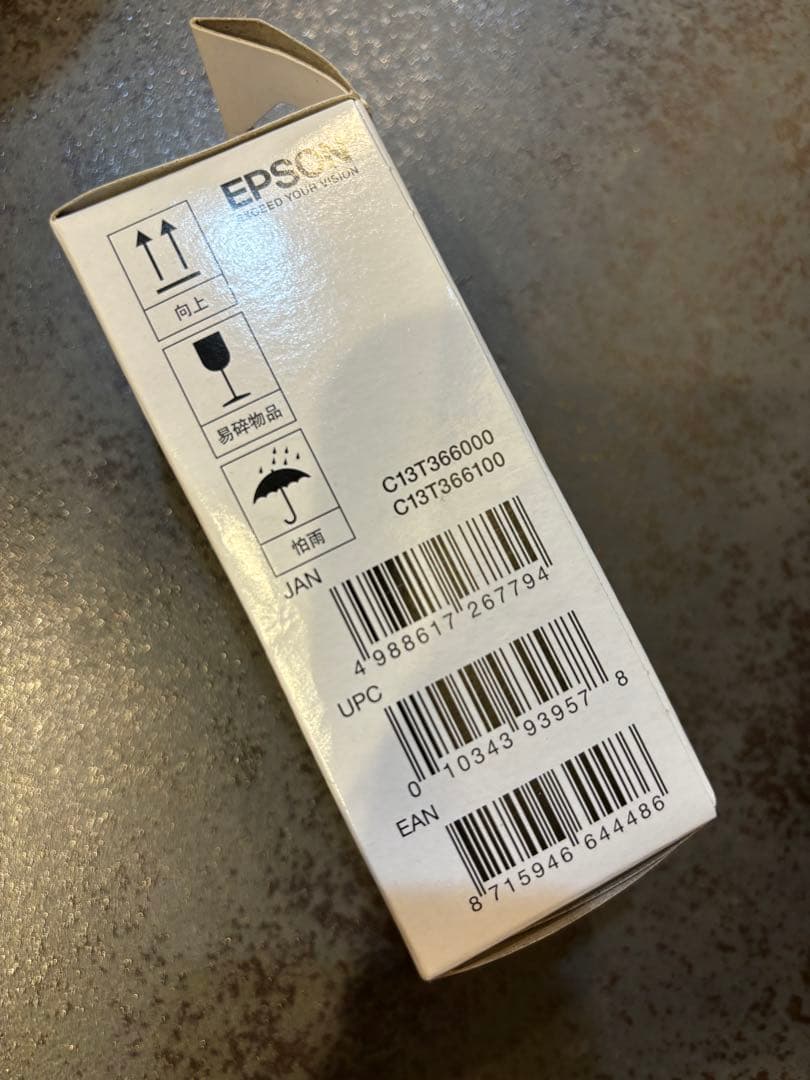 EPSON
EXCEED YOUR VISION
向上
易碎物品
怕雨
C13T366000
C13T366100
JAN
4 988617 267794
UPC
0 10343 93957 8
EAN
8 715946 644486